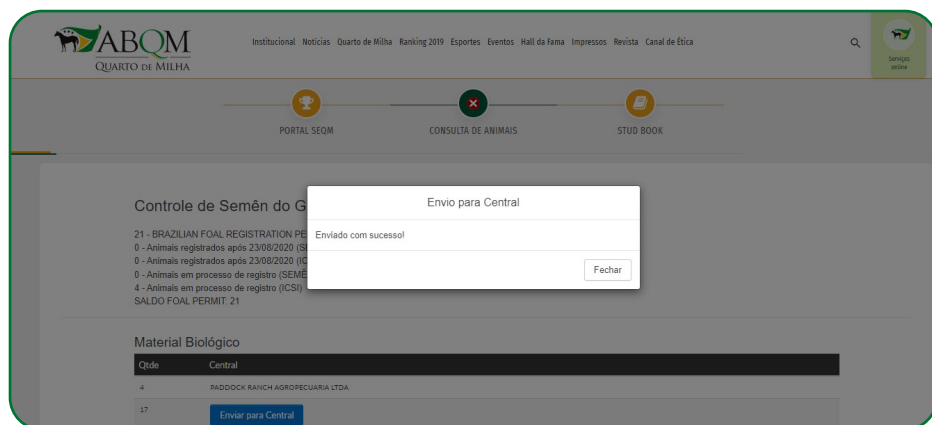 ABQM
QUARTO DE MILHA
Institucional Notícias Quarto de Milha Ranking 2019 Esportes Eventos Hall da Fama Impressos Revista Canal de Ética
Serviços
online
PORTAL SEQM
CONSULTA DE ANIMAIS
STUD BOOK
Controle de Semên do G
21 - BRAZILIAN FOAL REGISTRATION PE
0 - Animais registrados após 23/08/2020 (SE
0 - Animais registrados após 23/08/2020 (IC
0 - Animais em processo de registro (SEMÊ
4 - Animais em processo de registro (ICSI)
SALDO FOAL PERMIT: 21
Envio para Central
Enviado com sucesso!
Fechar
Material Biológico
Qtde Central
4 PADDOCK RANCH AGROPECUARIA LTDA
17 Enviar para Central